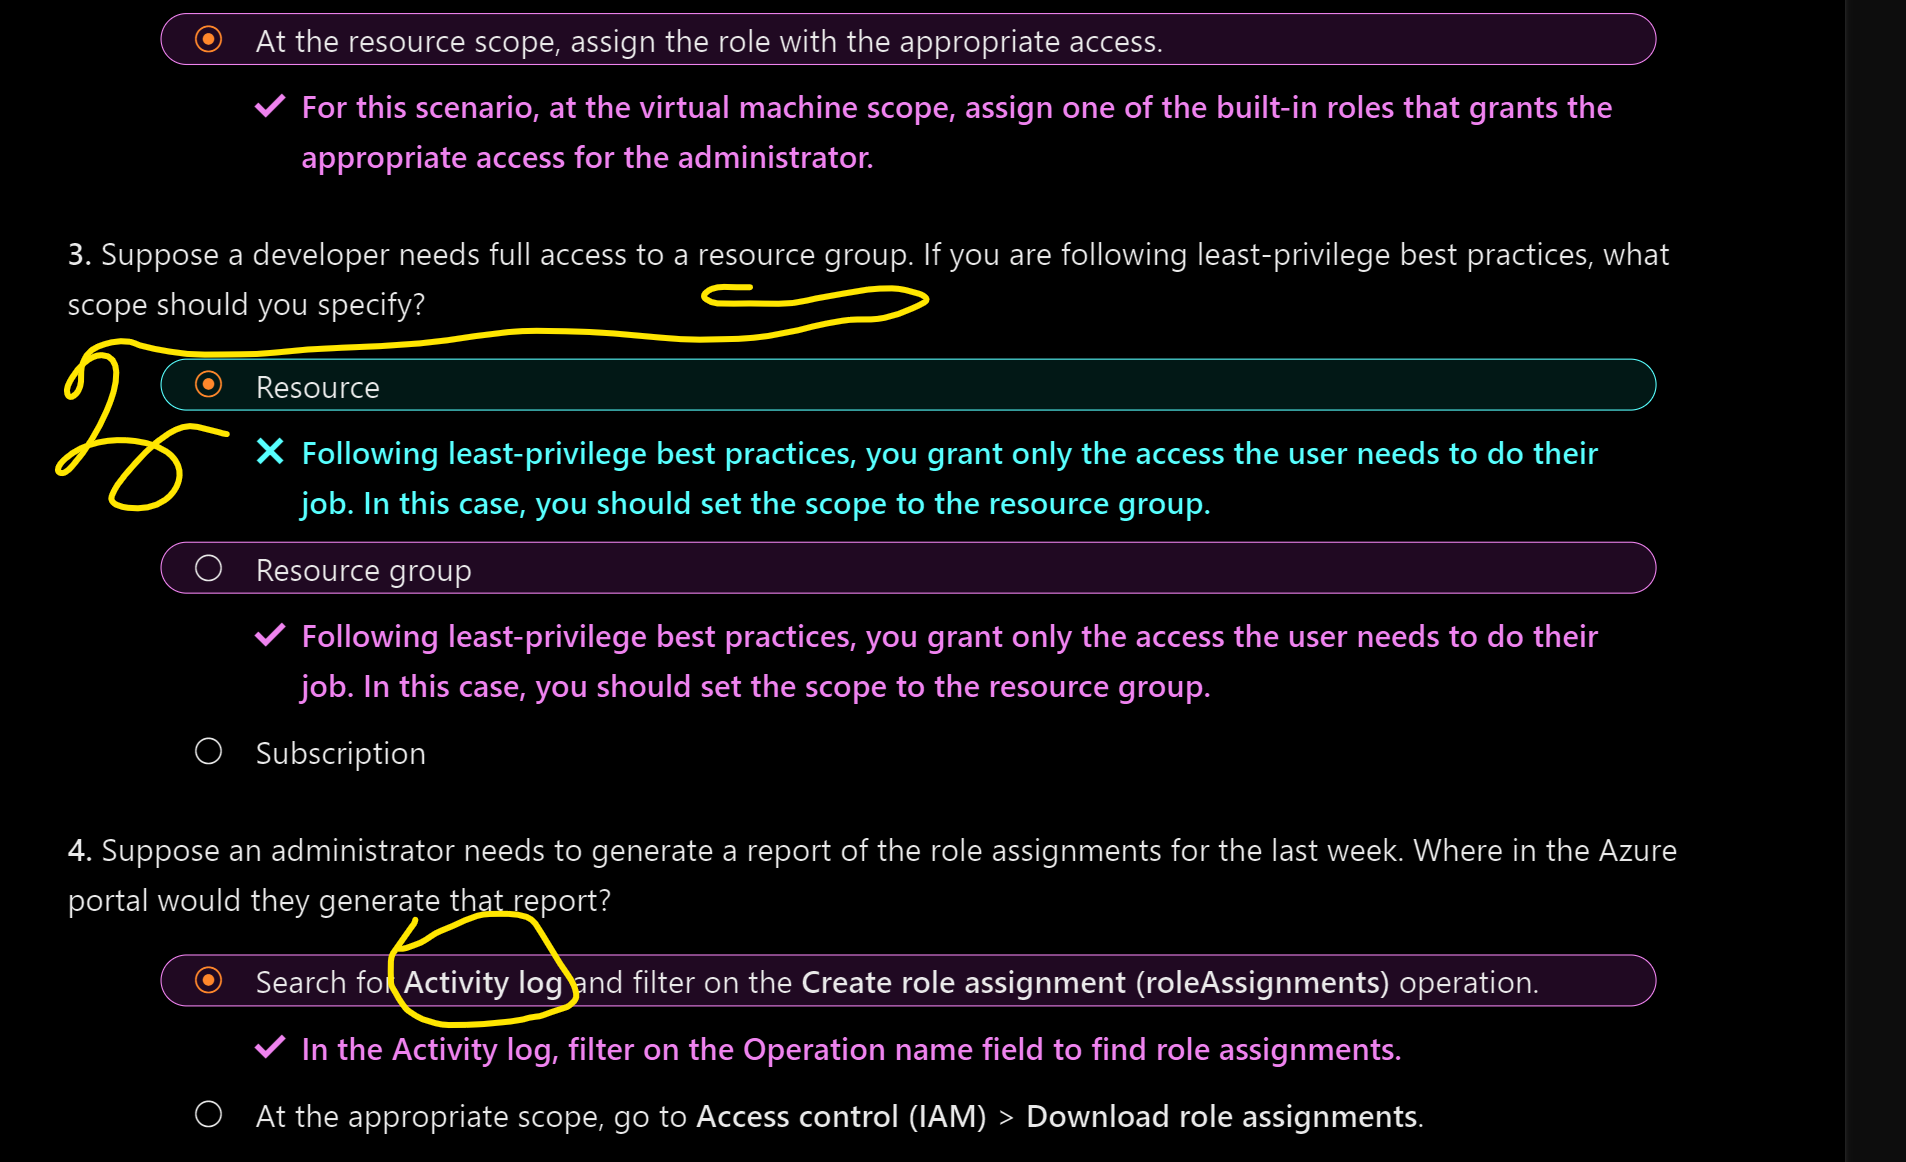 At the resource scope, assign the role with the appropriate access.
For this scenario, at the virtual machine scope, assign one of the built-in roles that grants the
appropriate access for the administrator.
3. Suppose a developer needs full access to a resource group. If you are following least-privilege best practices, what
scope should you specify?
Resource
Following least-privilege best practices, you grant only the access the user needs to do their
job. In this case, you should set the scope to the resource group.
Resource group
Following least-privilege best practices, you grant only the access the user needs to do their
job. In this case, you should set the scope to the resource group.
Subscription
4. Suppose an administrator needs to generate a report of the role assignments for the last week. Where in the Azure
portal would they generate that report?
Search for Activity log and filter on the Create role assignment (roleAssignments) operation.
In the Activity log, filter on the Operation name field to find role assignments.
At the appropriate scope, go to Access control (IAM) > Download role assignments.